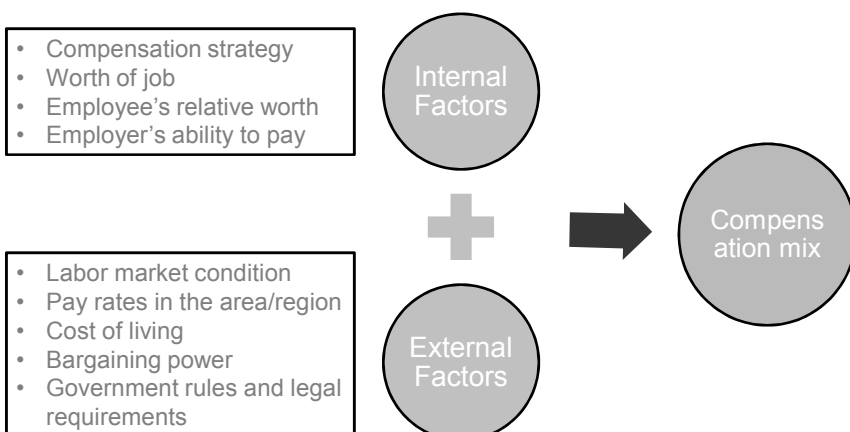 • Compensation strategy
• Worth of job
• Employee’s relative worth
• Employer’s ability to pay
Internal
Factors
Compens
ation mix
• Labor market condition
• Pay rates in the area/region
• Cost of living
• Bargaining power
• Government rules and legal
requirements
External
Factors